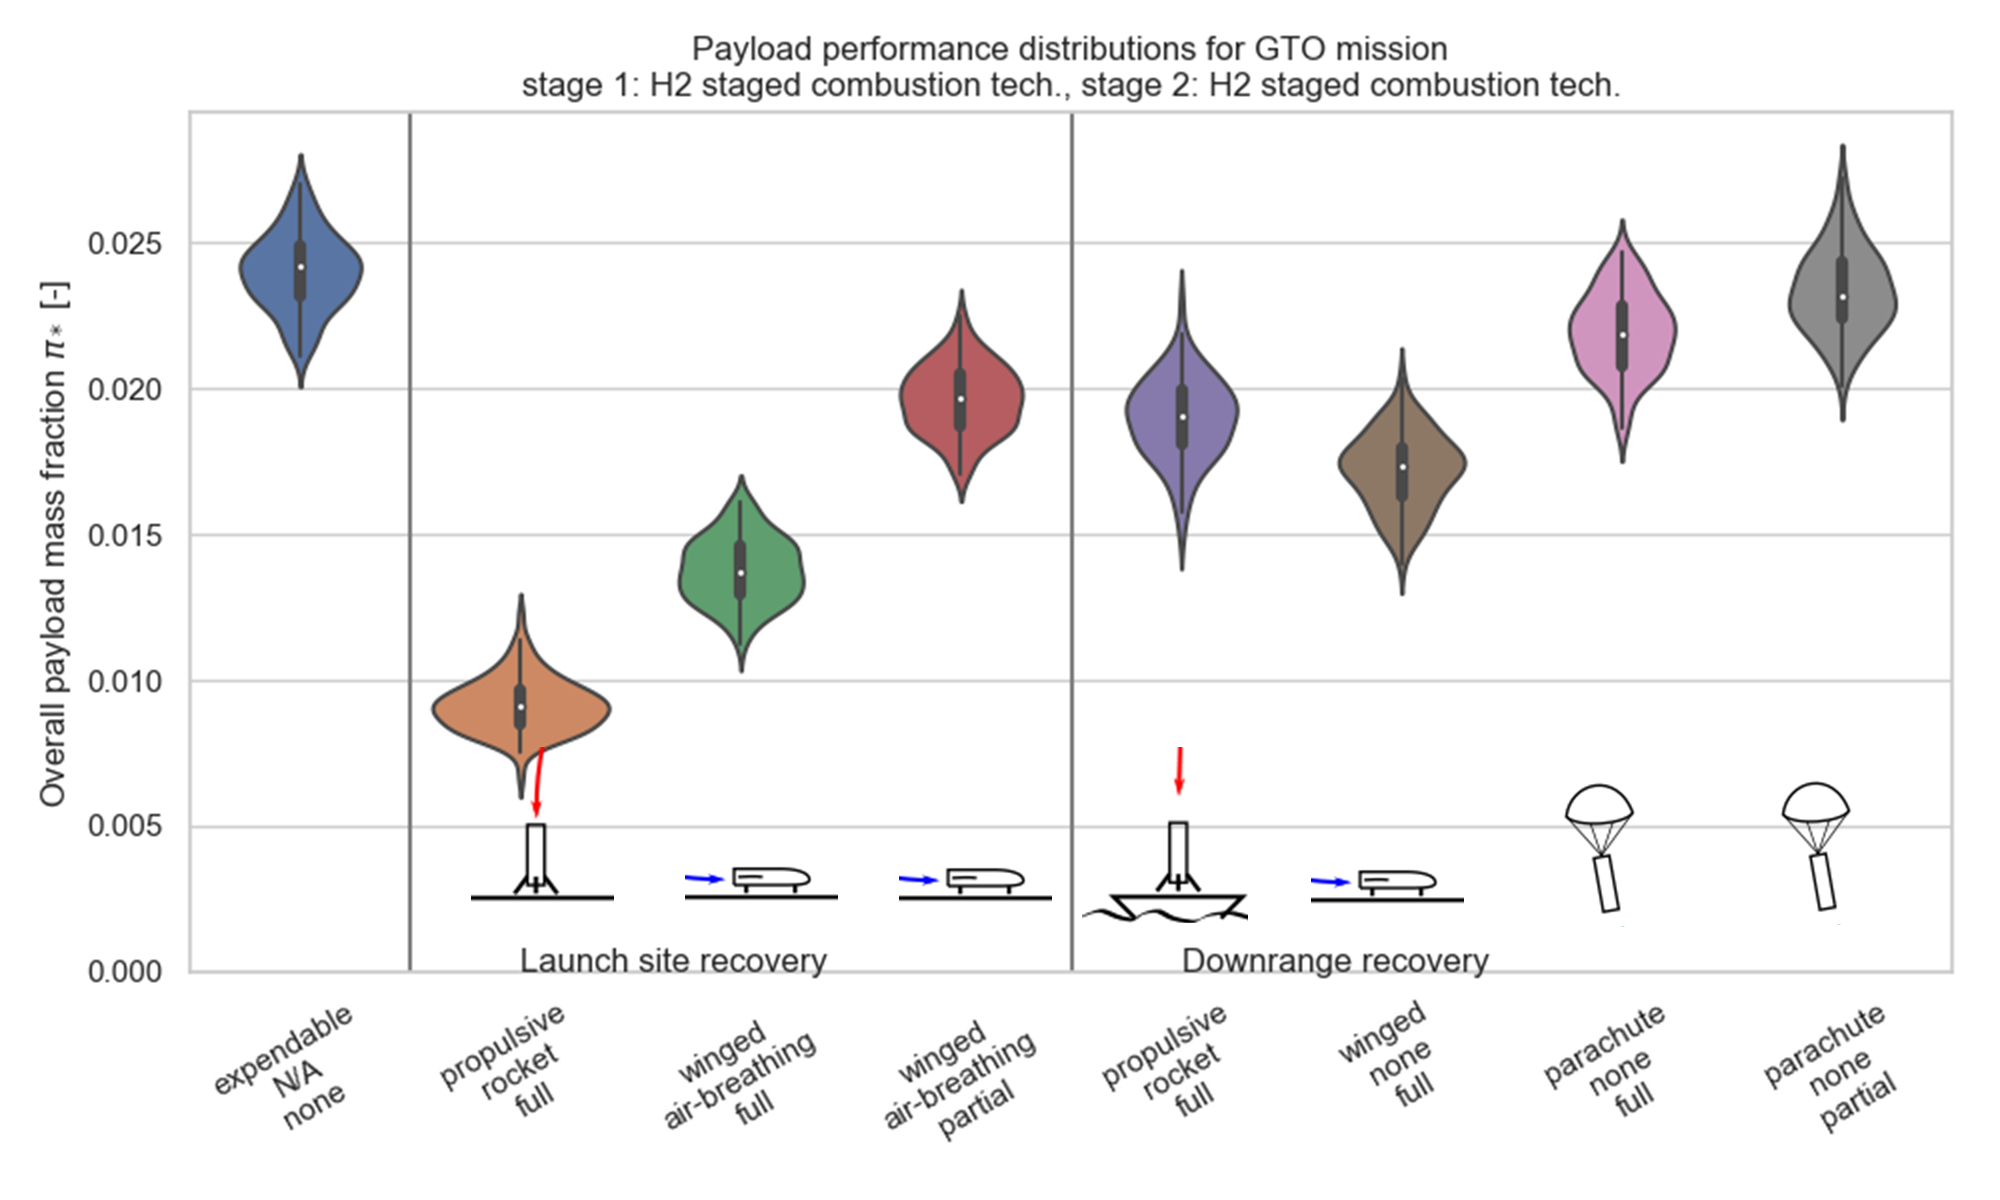 Payload performance distributions for GTO mission
stage 1: H2 staged combustion tech., stage 2: H2 staged combustion tech.
Overall payload mass fraction π* [-]
0.025
0.020
0.015
0.010
0.005
0.000
Launch site recovery
Downrange recovery
expendable
N/A
none
propulsive
rocket
full
winged
air-breathing
full
winged
air-breathing
partial
propulsive
rocket
full
winged
none
full
parachute
none
full
parachute
none
partial